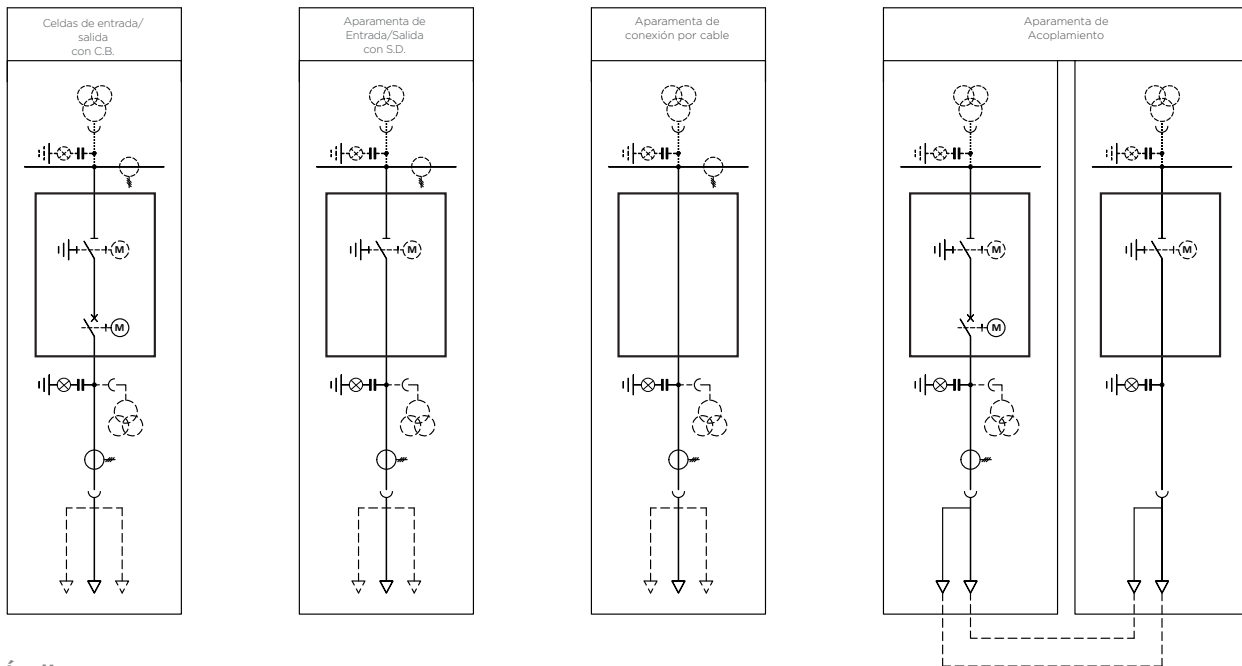 Celdas de entrada/
salida
con C.B.
Aparamenta de
Entrada/Salida
con S.D.
Aparamenta de
conexión por cable
Aparamenta de
Acoplamiento
M
M
M
M
M
M